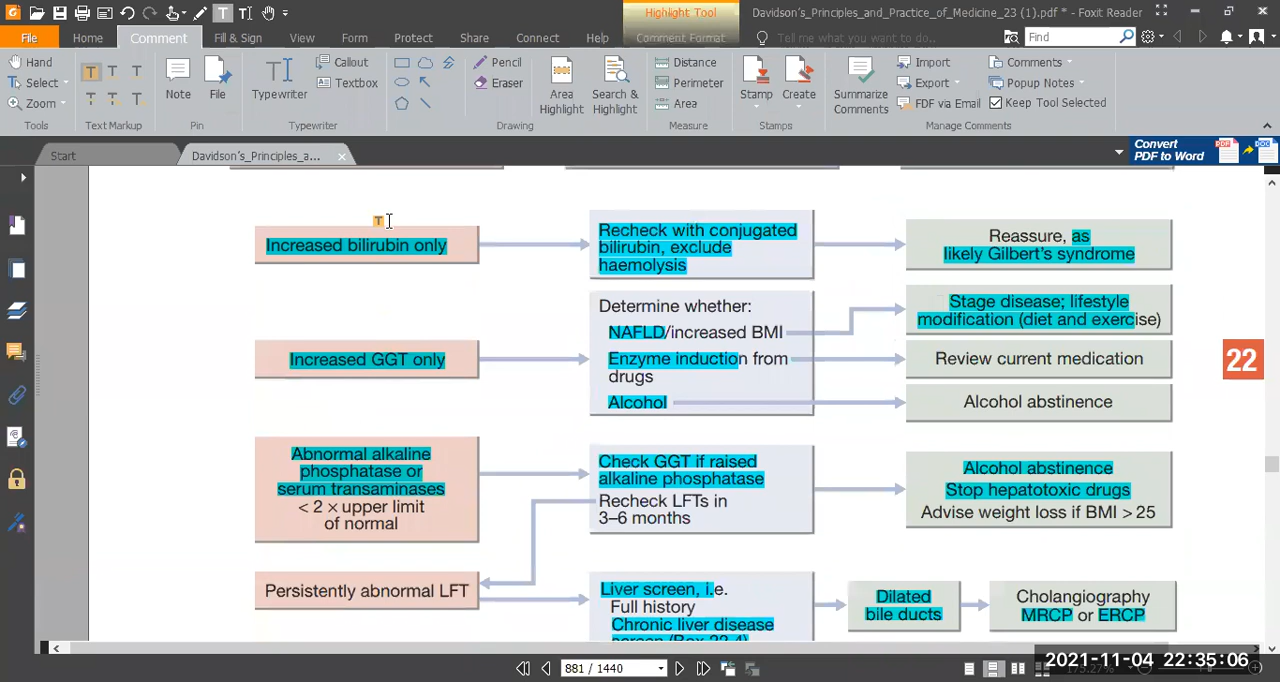 Highlight Tool
Davidson's_Principles_and_Practice_of_Medicine_23 (1).pdf * - Foxit Reader
File
Home
Comment
Fill & Sign
View
Form
Protect
Share
Connect
Help
Comment Format
Tell me what you want to do...
Find
Hand
Select
Zoom
Tools
T T T
T T T
Text Markup
Note
File
Pin
Typewriter
Callout
Textbox
Typewriter
Pencil
Eraser
Drawing
Area Highlight
Search & Highlight
Distance
Perimeter
Area
Measure
Stamp
Create
Stamps
Summarize Comments
Import
Export
FDF via Email
Comments
Popup Notes
Keep Tool Selected
Manage Comments
Start
Davidson's_Principles_a...
Convert
PDF to Word
Increased bilirubin only
Recheck with conjugated
bilirubin, exclude
haemolysis
Reassure, as
likely Gilbert's syndrome
Increased GGT only
Determine whether:
NAFLD/increased BMI
Enzyme induction from
drugs
Alcohol
Stage disease; lifestyle
modification (diet and exercise)
Review current medication
Alcohol abstinence
22
Abnormal alkaline
phosphatase or
serum transaminases
< 2 × upper limit
of normal
Check GGT if raised
alkaline phosphatase
Recheck LFTs in
3–6 months
Alcohol abstinence
Stop hepatotoxic drugs
Advise weight loss if BMI > 25
Persistently abnormal LFT
Liver screen, i.e.
Full history
Chronic liver disease
screen (Box 22.4)
Dilated
bile ducts
Cholangiography
MRCP or ERCP
881 / 1440
2021-11-04 22:35:06